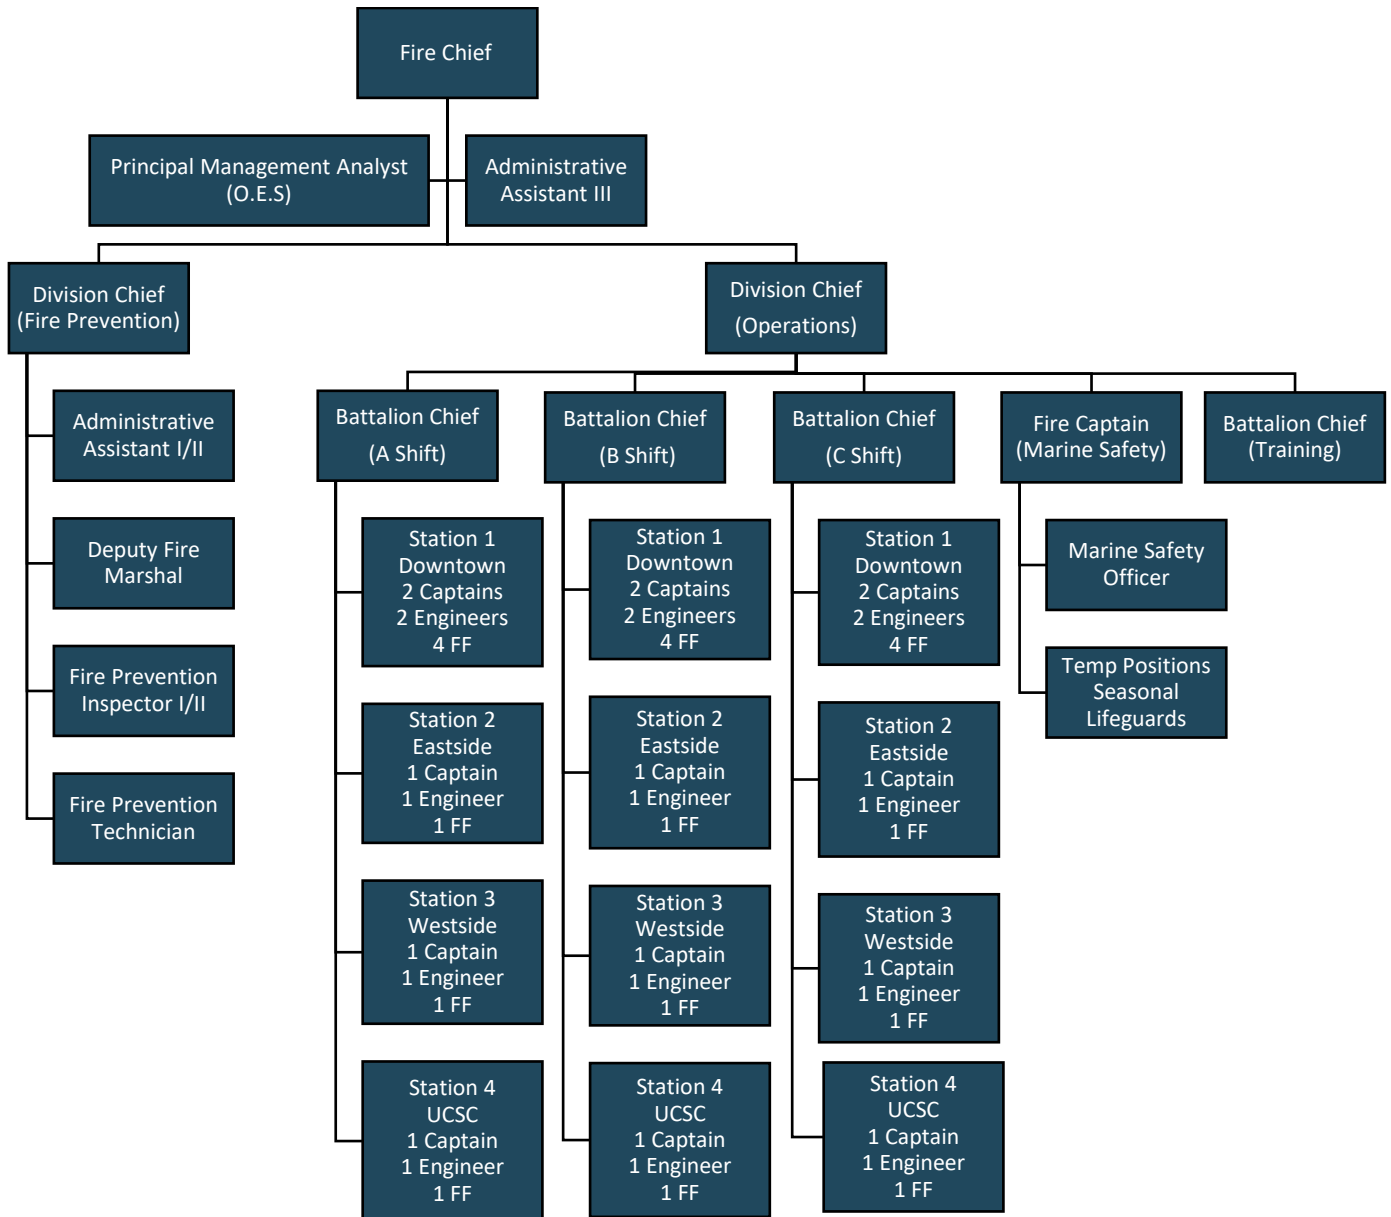 Fire Chief
Principal Management Analyst
(O.E.S)
Administrative
Assistant III
Division Chief
(Fire Prevention)
Division Chief
(Operations)
Administrative
Assistant I/II
Deputy Fire
Marshal
Fire Prevention
Inspector I/II
Fire Prevention
Technician
Battalion Chief
(A Shift)
Station 1
Downtown
2 Captains
2 Engineers
4 FF
Station 2
Eastside
1 Captain
1 Engineer
1 FF
Station 3
Westside
1 Captain
1 Engineer
1 FF
Station 4
UCSC
1 Captain
1 Engineer
1 FF
Battalion Chief
(B Shift)
Station 1
Downtown
2 Captains
2 Engineers
4 FF
Station 2
Eastside
1 Captain
1 Engineer
1 FF
Station 3
Westside
1 Captain
1 Engineer
1 FF
Station 4
UCSC
1 Captain
1 Engineer
1 FF
Battalion Chief
(C Shift)
Station 1
Downtown
2 Captains
2 Engineers
4 FF
Station 2
Eastside
1 Captain
1 Engineer
1 FF
Station 3
Westside
1 Captain
1 Engineer
1 FF
Station 4
UCSC
1 Captain
1 Engineer
1 FF
Fire Captain
(Marine Safety)
Marine Safety
Officer
Temp Positions
Seasonal
Lifeguards
Battalion Chief
(Training)